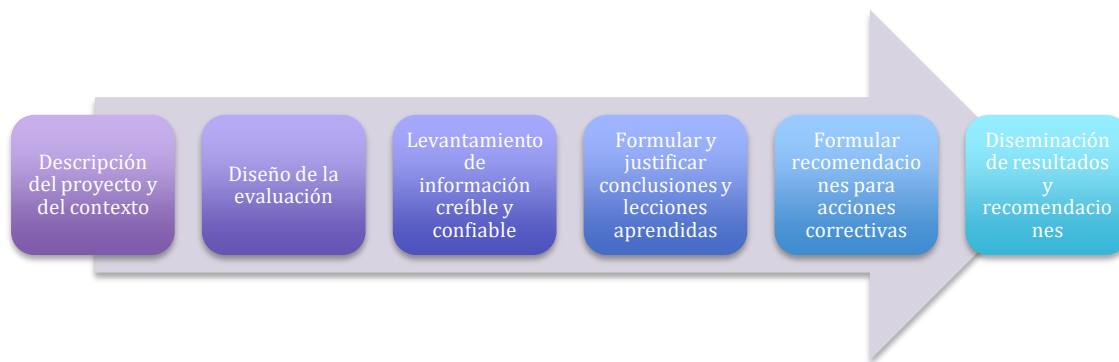 Descripción
del proyecto y
del contexto
Diseño de la
evaluación
Levantamiento
de
información
creíble y
confiable
Formular y
justificar
conclusiones y
lecciones
aprendidas
Formular
recomendacio
nes para
acciones
correctivas
Diseminación
de resultados
y
recomendacio
nes